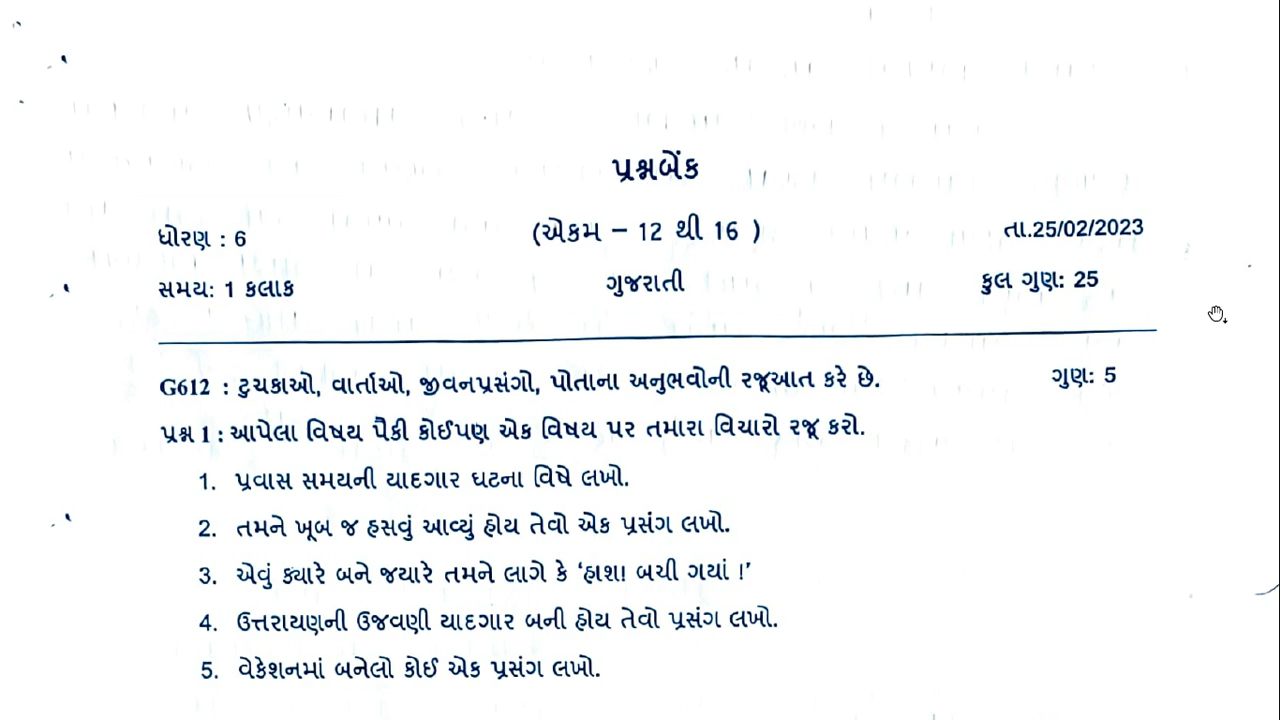 પ્રશ્નબેંક
ધોરણ : 6 (એકમ – 12 થી 16 ) તા.25/02/2023
સમય: 1 કલાક ગુજરાતી કુલ ગુણ: 25
G612 : ટુચકાઓ, વાર્તાઓ, જીવનપ્રસંગો, પોતાના અનુભવોની રજૂઆત કરે છે. ગુણ: 5
પ્રશ્ન 1 : આપેલા વિષય પૈકી કોઈપણ એક વિષય પર તમારા વિચારો રજૂ કરો.
1. પ્રવાસ સમયની યાદગાર ઘટના વિષે લખો.
2. તમને ખૂબ જ હસવું આવ્યું હોય તેવો એક પ્રસંગ લખો.
3. એવું ક્યારે બને જયારે તમને લાગે કે ‘હાશ! બચી ગયાં !’
4. ઉત્તરાયણની ઉજવણી યાદગાર બની હોય તેવો પ્રસંગ લખો.
5. વેકેશનમાં બનેલો કોઈ એક પ્રસંગ લખો.